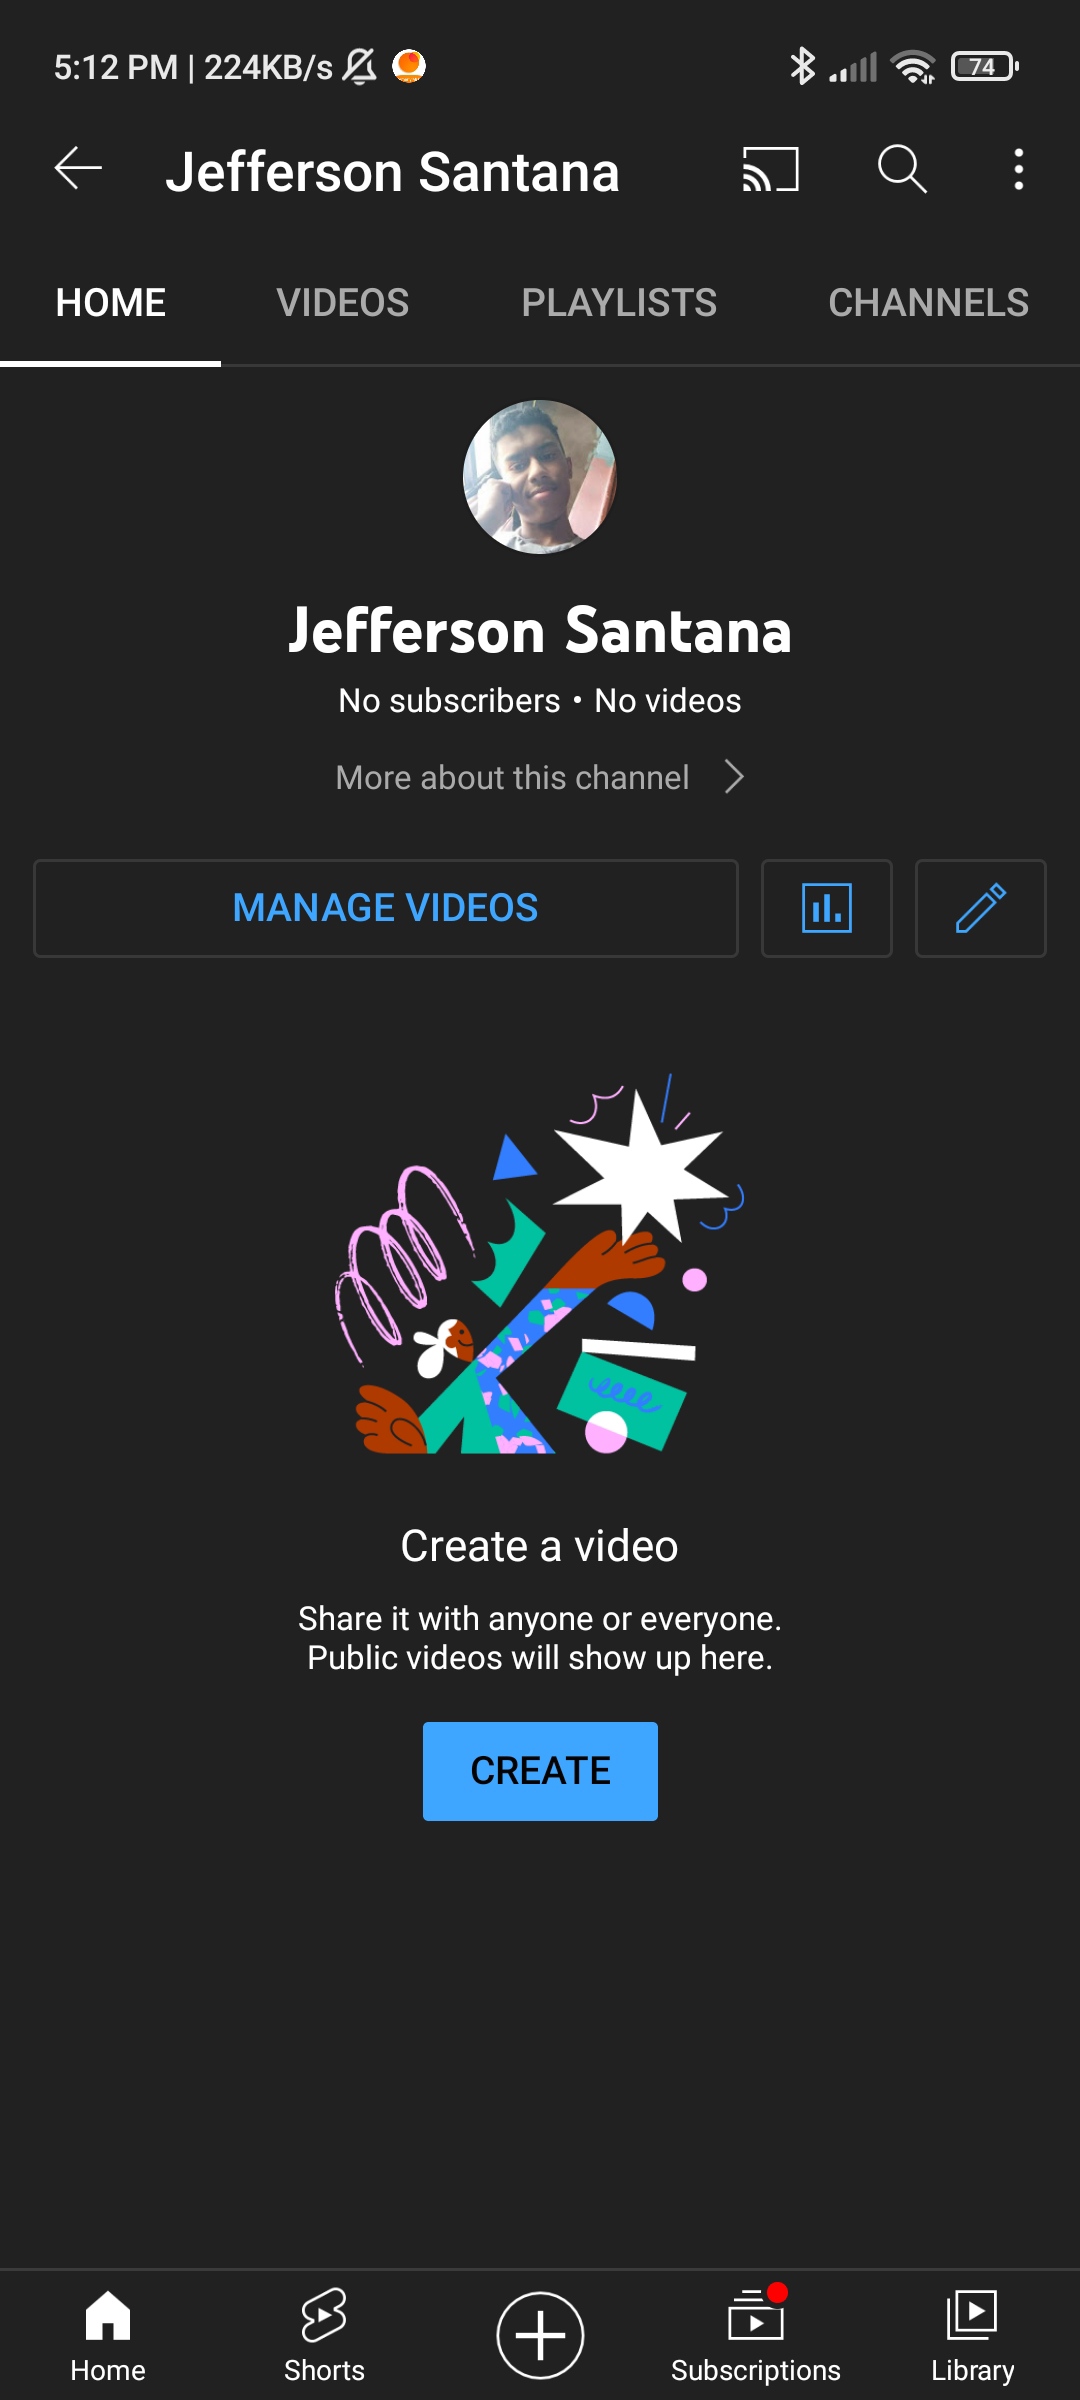 5:12 PM | 224KB/s 74
Jefferson Santana
HOME VIDEOS PLAYLISTS CHANNELS
Jefferson Santana
No subscribers • No videos
More about this channel
MANAGE VIDEOS
Create a video
Share it with anyone or everyone.
Public videos will show up here.
CREATE
Home Shorts Subscriptions Library